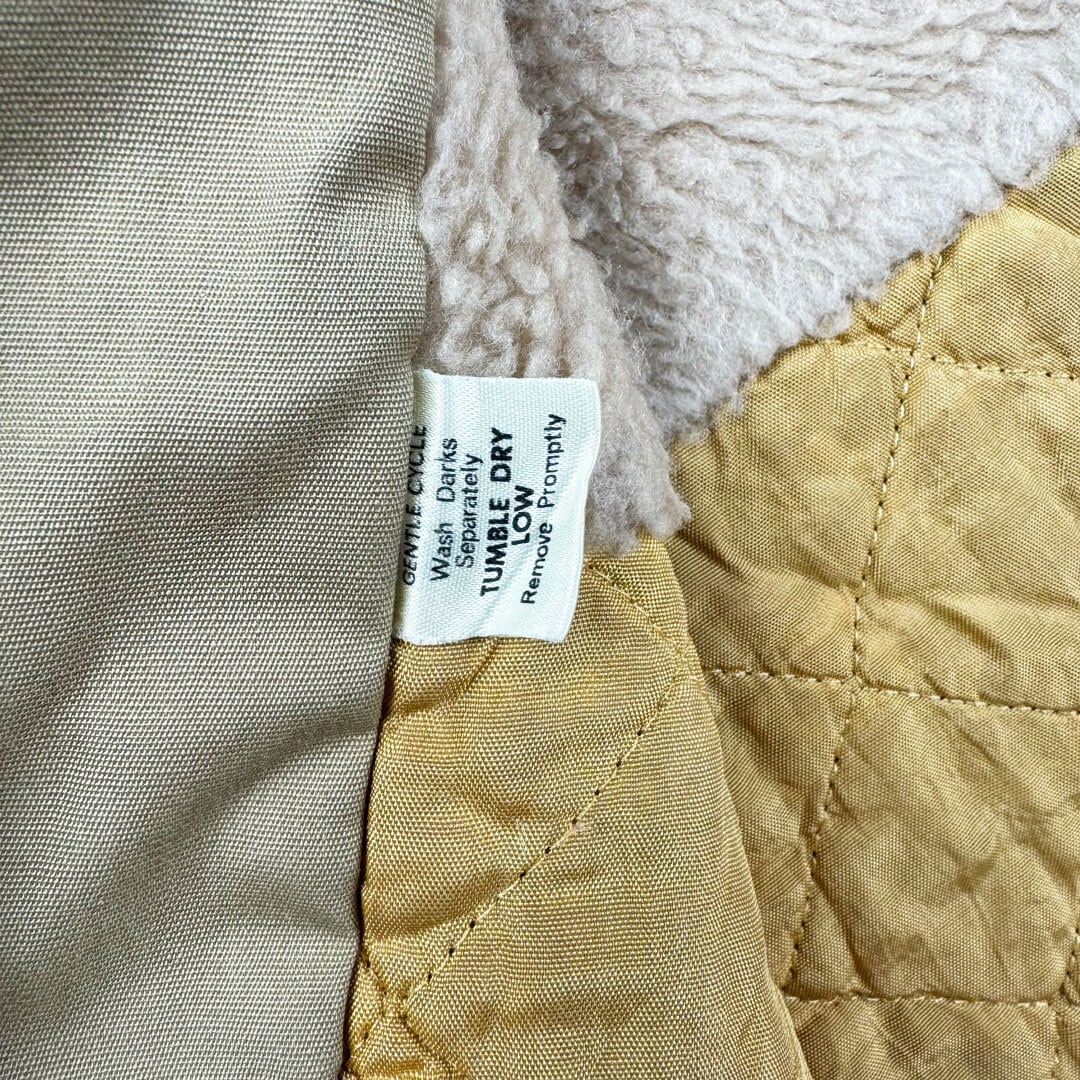 GENTLE CYCLE
Wash Darks
Separately
TUMBLE DRY
LOW
Remove Promptly